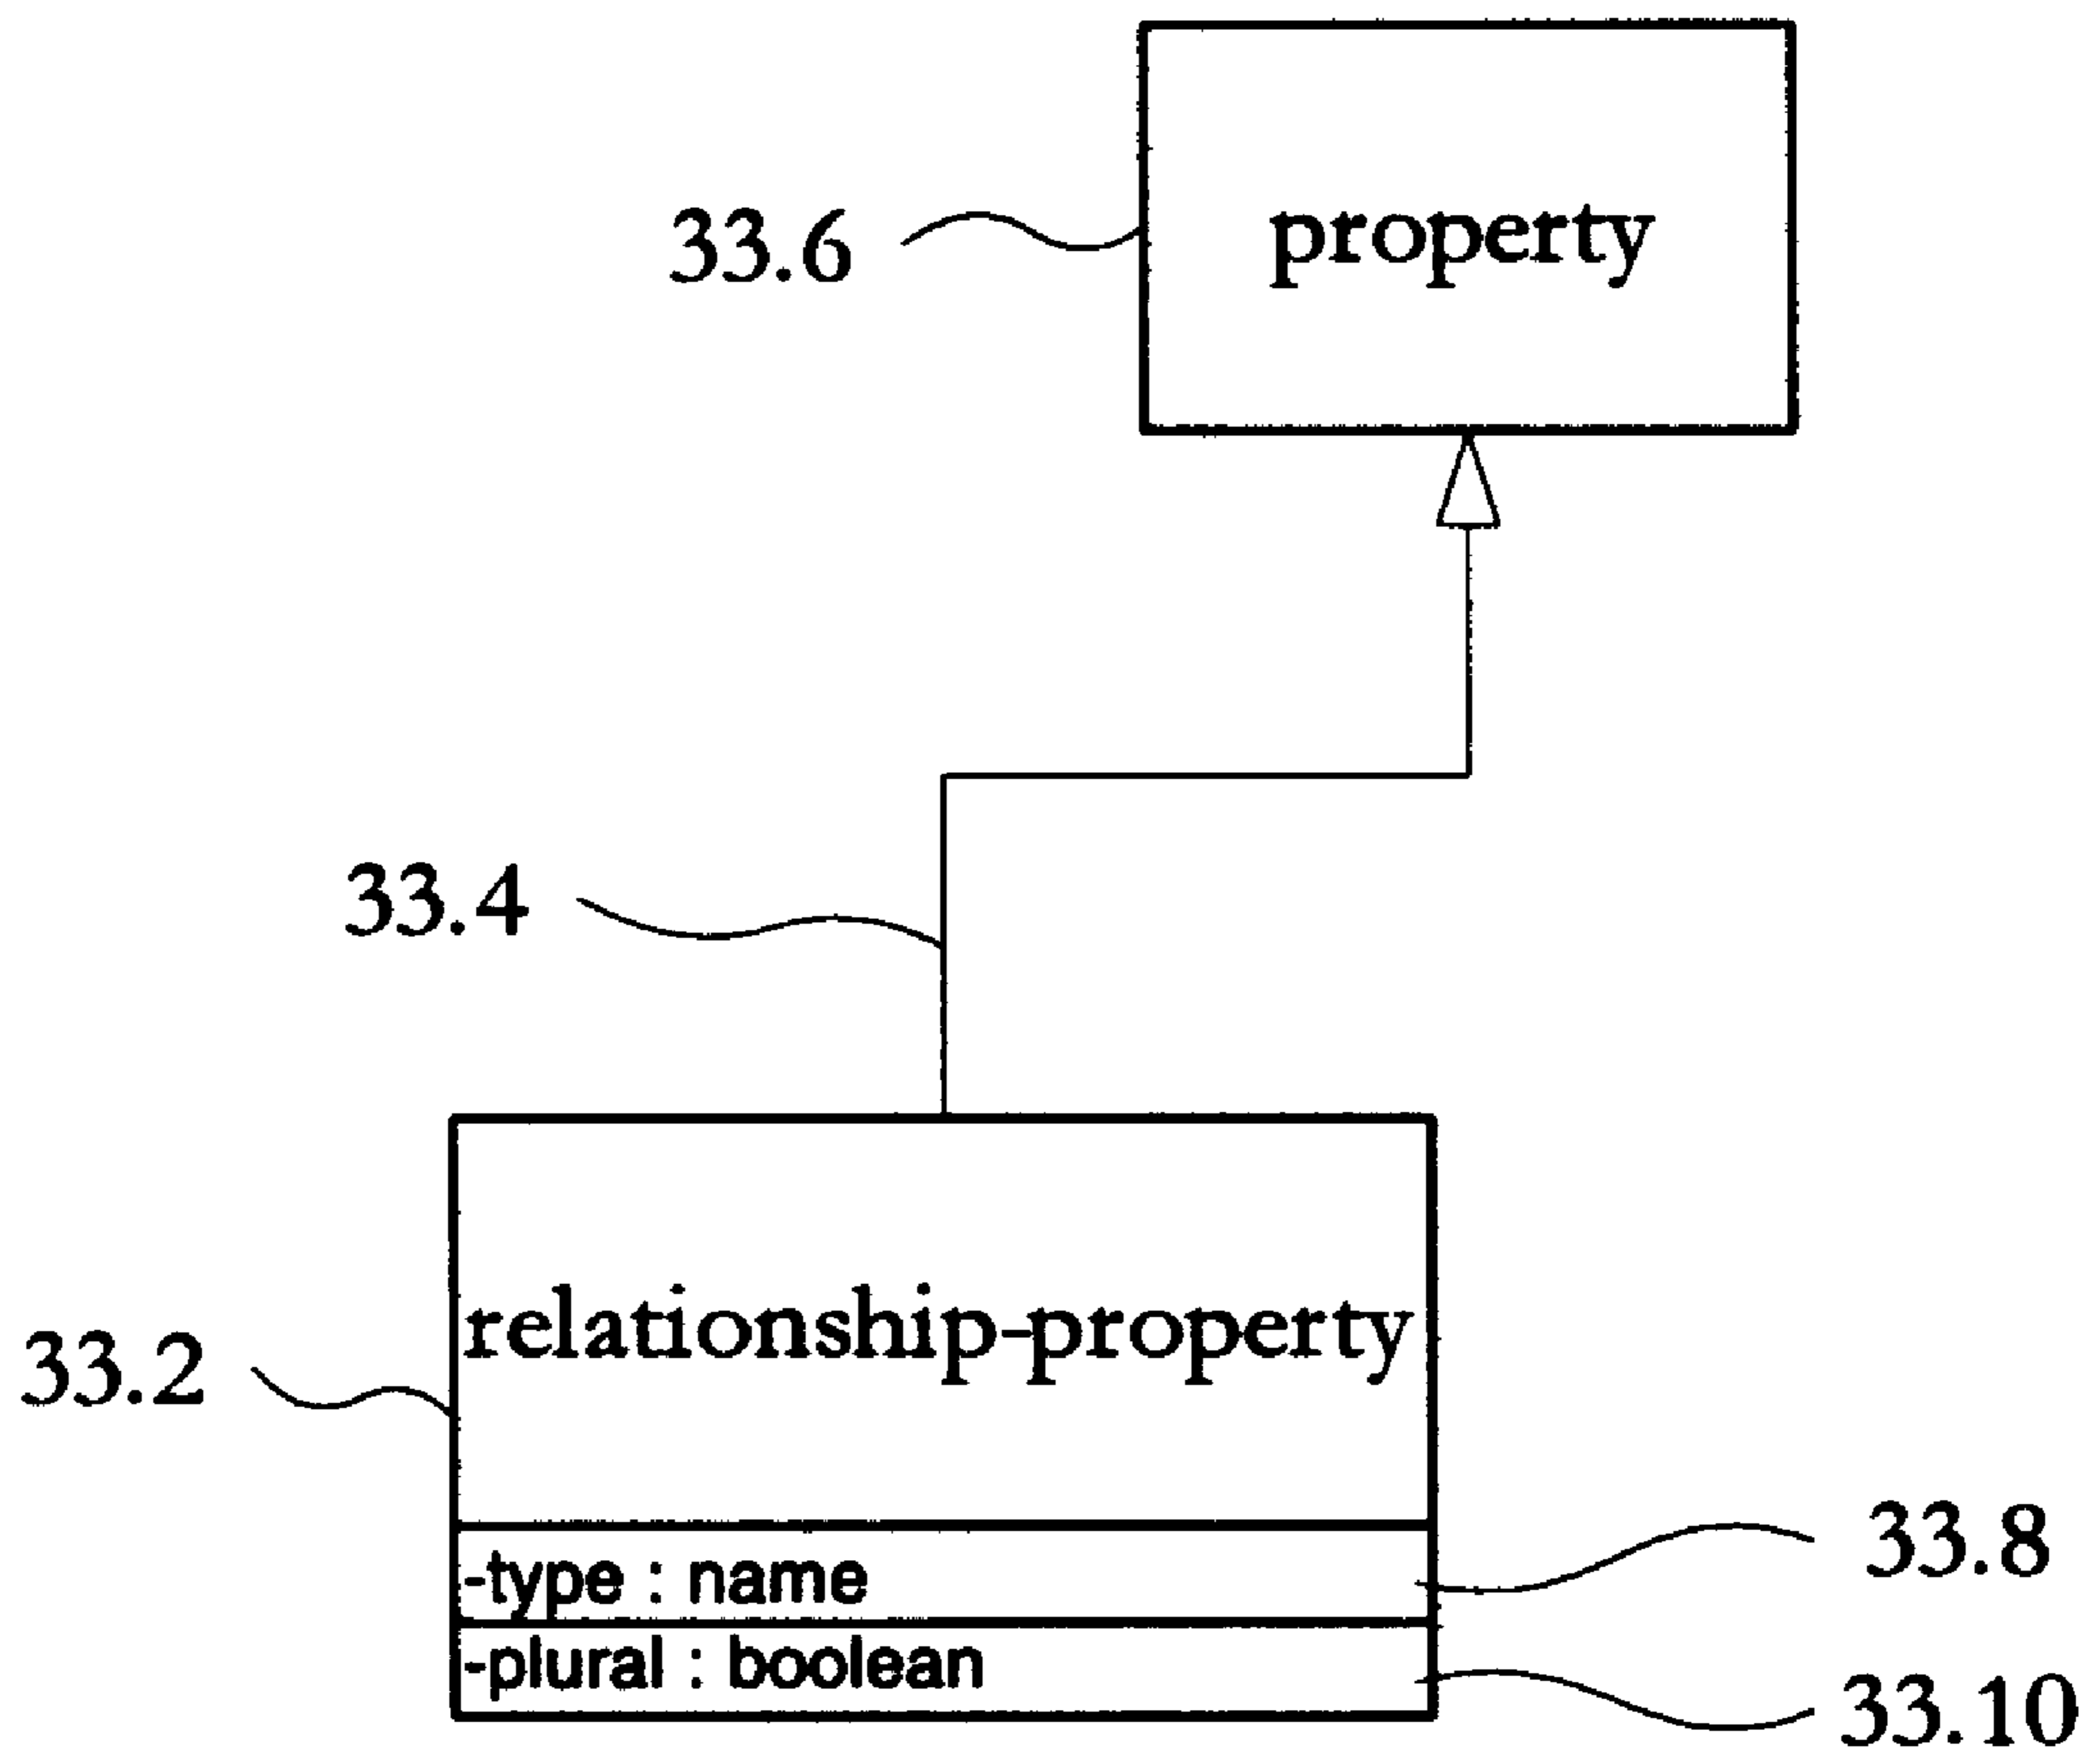 33.6
property
33.4
relationship-property
33.2
-type : name
33.8
-plural : boolean
33.10